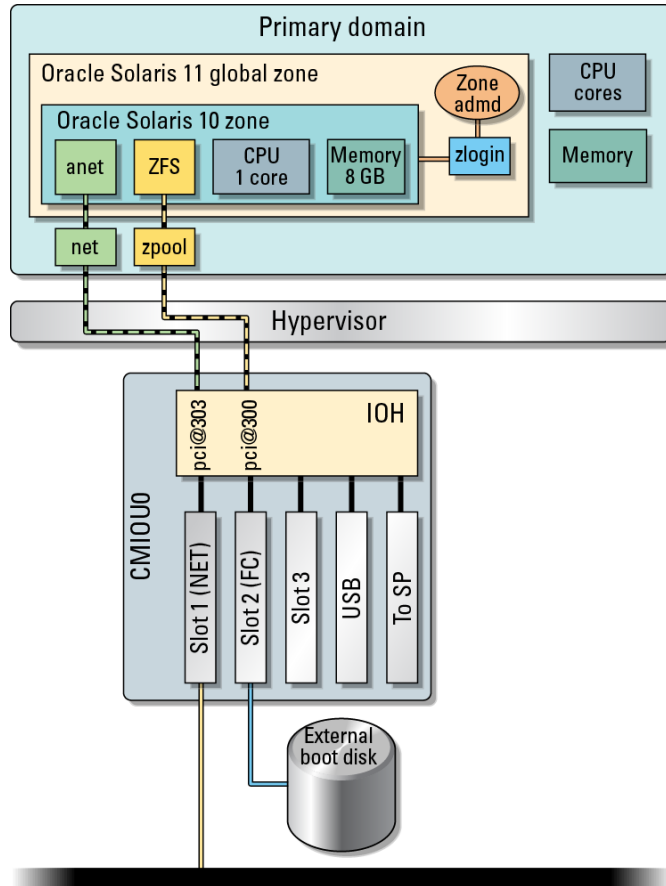 Primary domain
Oracle Solaris 11 global zone
Zone
admd
CPU
cores
Oracle Solaris 10 zone
anet
ZFS
CPU
1 core
Memory
8 GB
zlogin
Memory
net
zpool
Hypervisor
CMIOU0
pci@303
pci@300
IOH
Slot 1 (NET)
Slot 2 (FC)
Slot 3
USB
To SP
External
boot disk